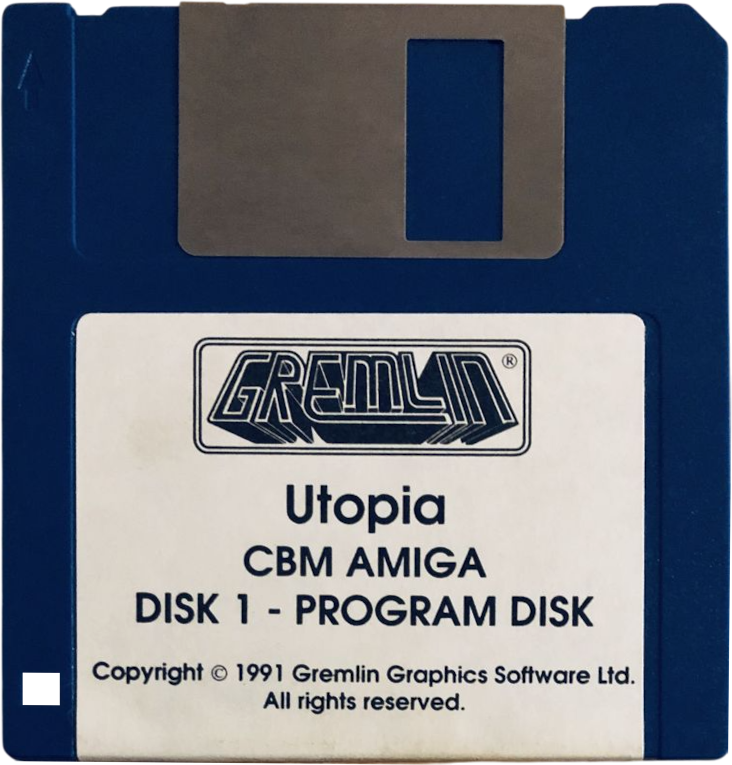 GREMLIN ®
Utopia
CBM AMIGA
DISK 1 - PROGRAM DISK
Copyright © 1991 Gremlin Graphics Software Ltd.
All rights reserved.